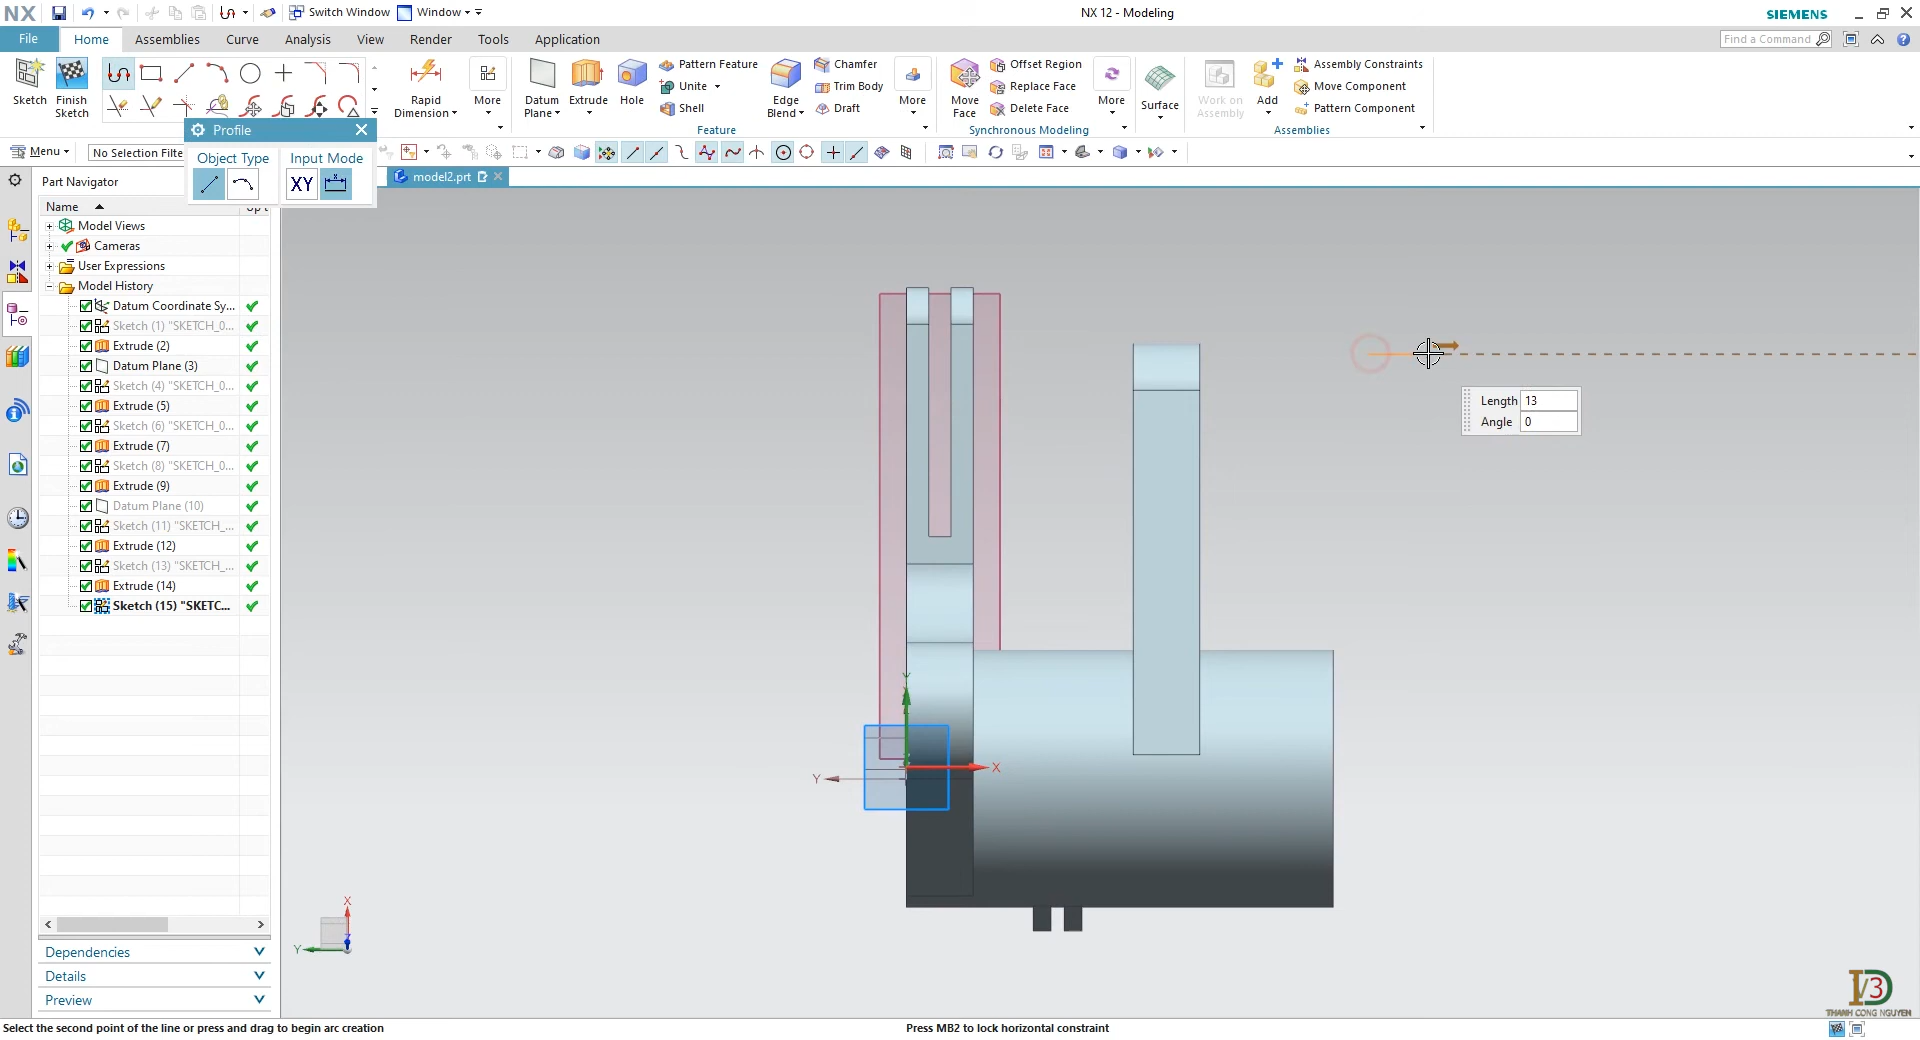 NX
Switch Window
Window
NX 12 - Modeling
SIEMENS
File
Home
Assemblies
Curve
Analysis
View
Render
Tools
Application
Find a Command
Sketch
Finish Sketch
Rapid Dimension
More
Datum Plane
Extrude
Hole
Pattern Feature
Unite
Shell
Edge Blend
Chamfer
Trim Body
Draft
More
Feature
Move Face
Offset Region
Replace Face
Delete Face
More
Synchronous Modeling
Surface
Work on Assembly
Add
Assembly Constraints
Move Component
Pattern Component
Assemblies
Menu
No Selection Filte
Profile
Object Type
Input Mode
XY
Part Navigator
model2.prt
Name
Model Views
Cameras
User Expressions
Model History
Datum Coordinate Sy...
Sketch (1) "SKETCH_0...
Extrude (2)
Datum Plane (3)
Sketch (4) "SKETCH_0...
Extrude (5)
Sketch (6) "SKETCH_0...
Extrude (7)
Sketch (8) "SKETCH_0...
Extrude (9)
Datum Plane (10)
Sketch (11) "SKETCH_...
Extrude (12)
Sketch (13) "SKETCH_...
Extrude (14)
Sketch (15) "SKETC...
Length 13
Angle 0
Y
X
X
Y
Dependencies
Details
Preview
THANH CONG NGUYEN
Select the second point of the line or press and drag to begin arc creation
Press MB2 to lock horizontal constraint